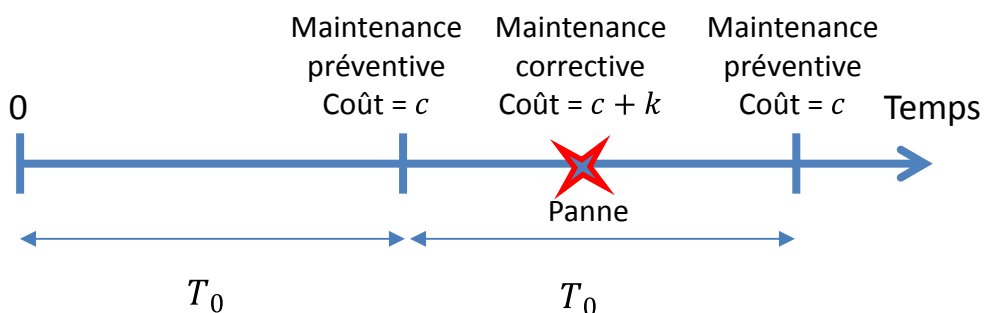 Maintenance
préventive
Coût = c
Maintenance
corrective
Coût = c + k
Maintenance
préventive
Coût = c
0
Temps
Panne
T₀
T₀